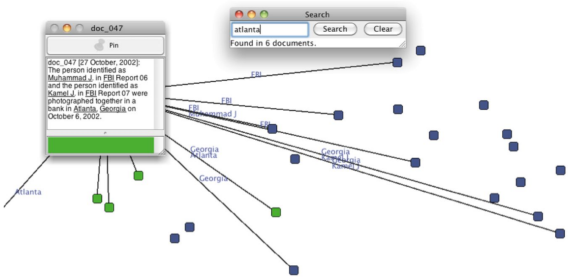 doc_047
Pin
doc_047 [27 October, 2002]:
The person identified as
Muhammad J. in FBI Report 06
and the person identified as
Kamel J. in FBI Report 07 were
photographed together in a
bank in Atlanta, Georgia on
October 6, 2002.
Search
atlanta
Search
Clear
Found in 6 documents.
FBI
FBI
FBI
Muhammad J
FBI
Georgia
Atlanta
Georgia
Georgia
Kamel J
Atlanta
Georgia